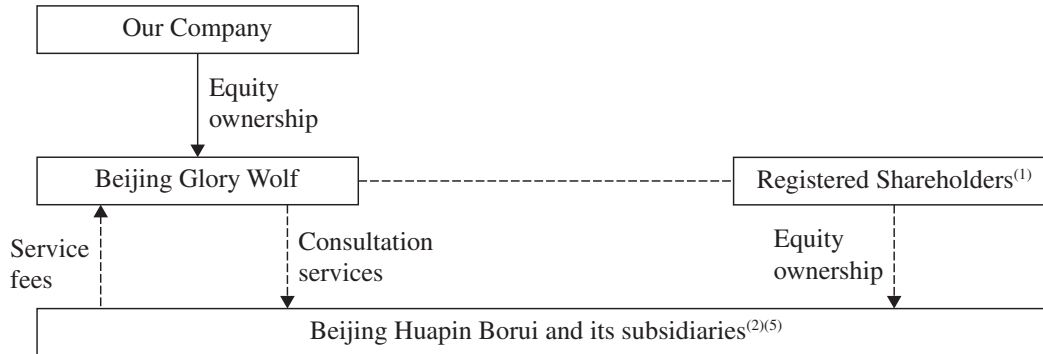 Our Company
Equity
ownership
Beijing Glory Wolf
Registered Shareholders(1)
Service
fees
Consultation
services
Equity
ownership
Beijing Huapin Borui and its subsidiaries(2)(5)